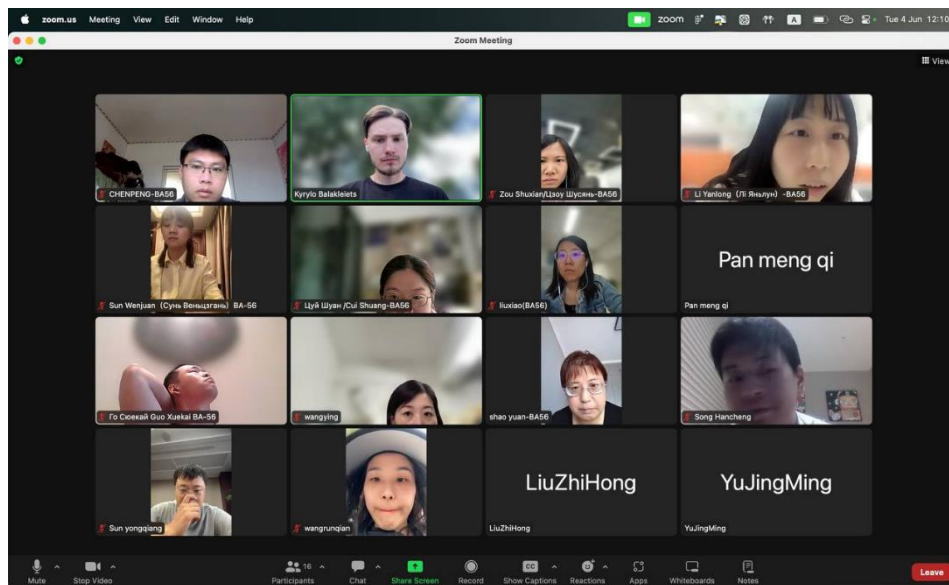 zoom.us Meeting View Edit Window Help
zoom A Tue 4 Jun 12:10
Zoom Meeting
View
CHENPENG-BA56
Kyrylo Balakleiets
Zou Shuxian/Цзоу Шусянь-BA56
Li Yanlong (Лі Яньлун) -BA56
Sun Wenjuan (Сунь Веньцзгань) BA-56
Цуй Шуан /Cui Shuang-BA56
liuxiao(BA56)
Pan meng qi
Pan meng qi
Го Сюекай Guo Xuekai BA-56
wangying
shao yuan-BA56
Song Hancheng
Sun yongqiang
wangrunqian
LiuZhiHong
LiuZhiHong
YuJingMing
YuJingMing
Mute
Stop Video
Participants 16
Chat
Share Screen
Record
CC
Show Captions
Reactions
Apps
Whiteboards
Notes
Leave